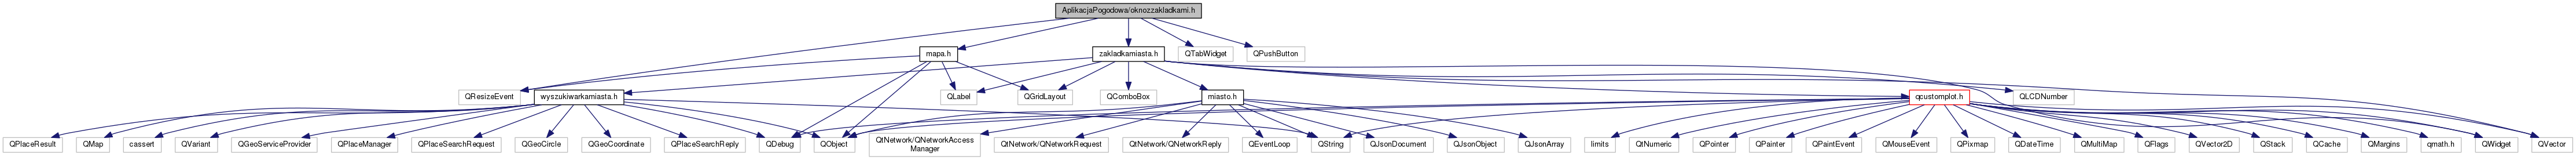 AplikacjaPogodowa/oknozzakladkami.h
mapa.h
zakladkamiasta.h
QTabWidget
QPushButton
QResizeEvent
wyszukiwarkamiasta.h
QLabel
QGridLayout
QComboBox
miasto.h
qcustomplot.h
QLCDNumber
QPlaceResult
QMap
cassert
QVariant
QGeoServiceProvider
QPlaceManager
QPlaceSearchRequest
QGeoCircle
QGeoCoordinate
QPlaceSearchReply
QDebug
QObject
QtNetwork/QNetworkAccess
Manager
QtNetwork/QNetworkRequest
QtNetwork/QNetworkReply
QEventLoop
QString
QJsonDocument
QJsonObject
QJsonArray
limits
QtNumeric
QPointer
QPainter
QPaintEvent
QMouseEvent
QPixmap
QDateTime
QMultiMap
QFlags
QVector2D
QStack
QCache
QMargins
qmath.h
QWidget
QVector